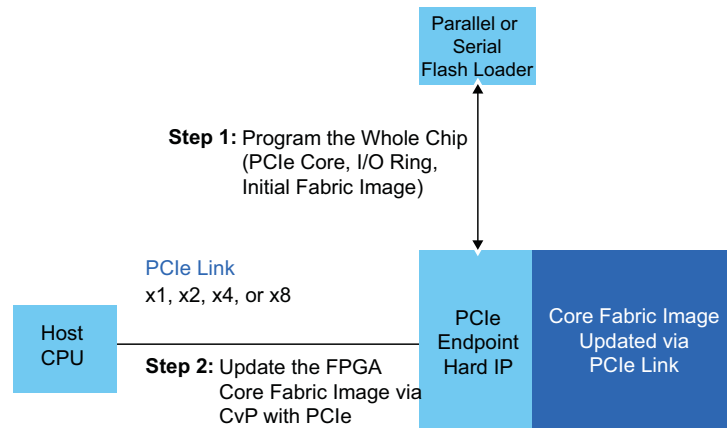 Parallel or
Serial
Flash Loader
Step 1: Program the Whole Chip
(PCIe Core, I/O Ring,
Initial Fabric Image)
PCIe Link
x1, x2, x4, or x8
Host
CPU
Step 2: Update the FPGA
Core Fabric Image via
CvP with PCIe
PCIe
Endpoint
Hard IP
Core Fabric Image
Updated via
PCIe Link